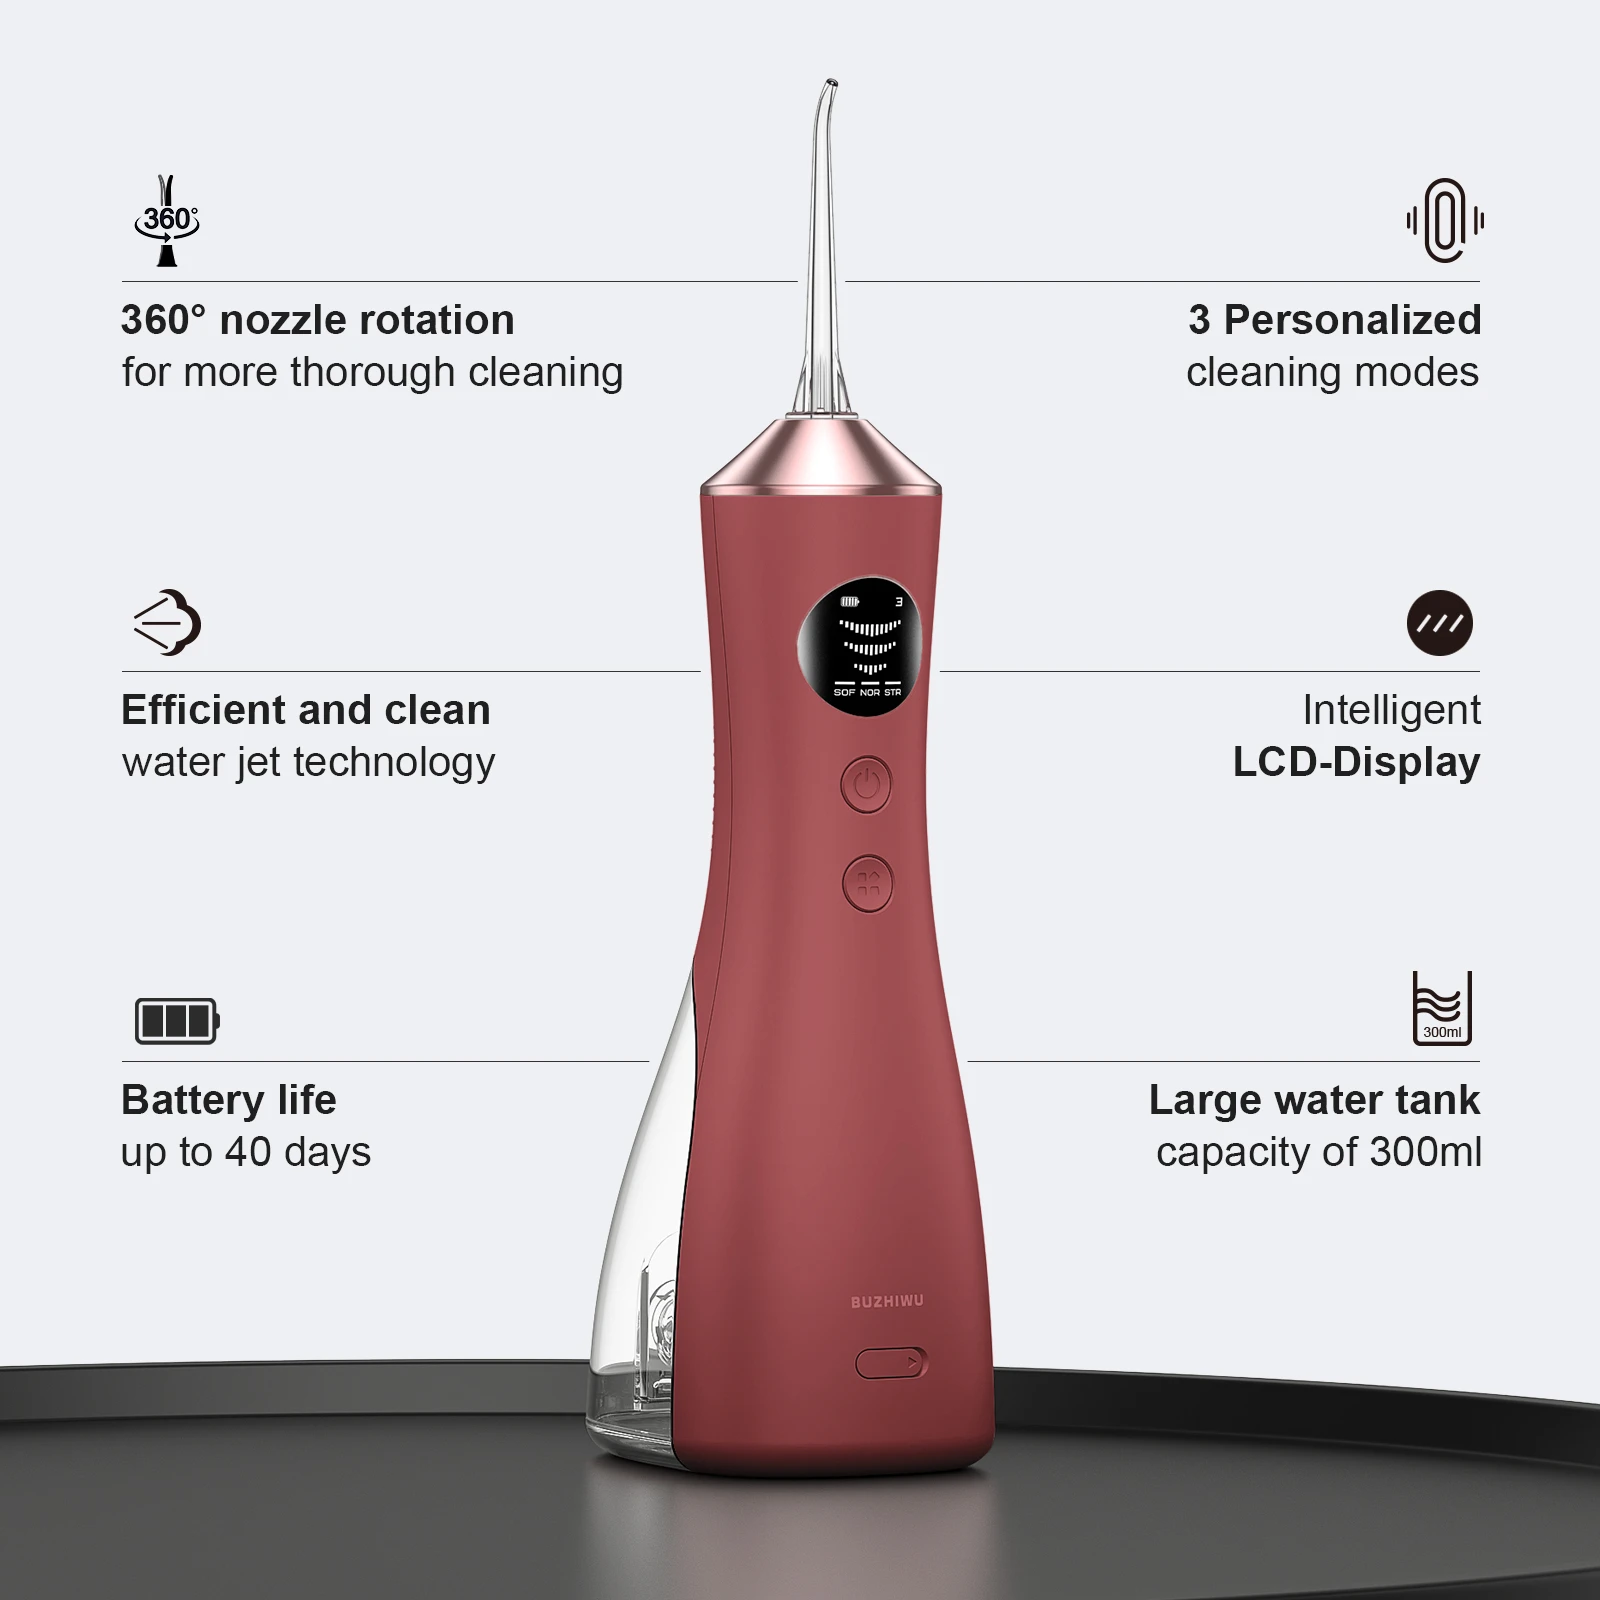 360°
360° nozzle rotation
for more thorough cleaning
3 Personalized
cleaning modes
3
SOF NOR STR
Efficient and clean
water jet technology
Intelligent
LCD-Display
Battery life
up to 40 days
300ml
Large water tank
capacity of 300ml
BUZHIWU